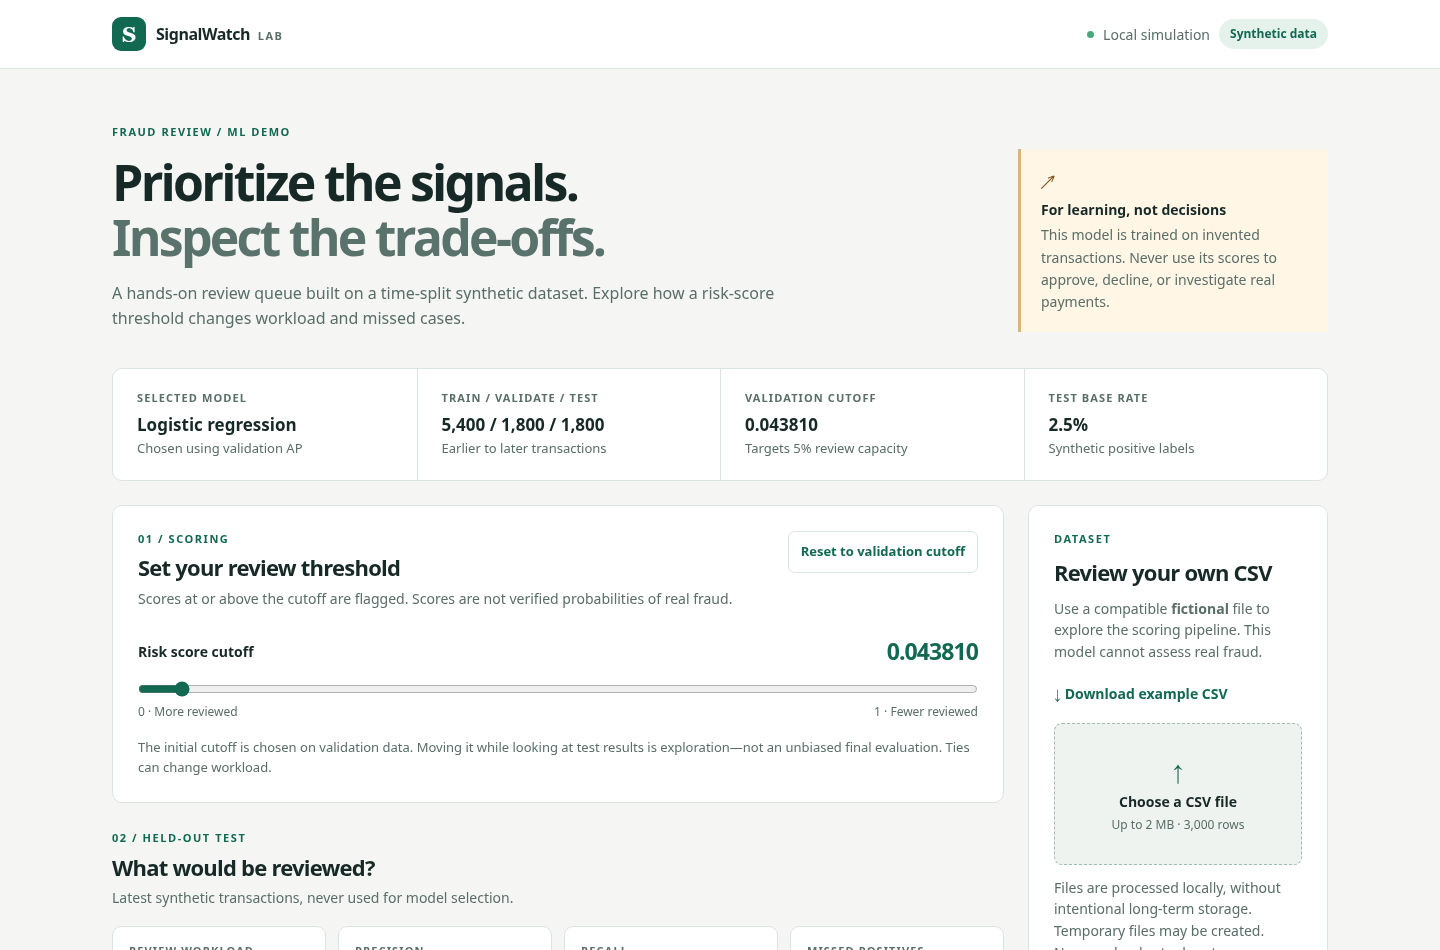 S SignalWatch LAB
Local simulation Synthetic data
FRAUD REVIEW / ML DEMO
Prioritize the signals.
Inspect the trade-offs.
A hands-on review queue built on a time-split synthetic dataset. Explore how a risk-score
threshold changes workload and missed cases.
For learning, not decisions
This model is trained on invented
transactions. Never use its scores to
approve, decline, or investigate real
payments.
SELECTED MODEL
Logistic regression
Chosen using validation AP
TRAIN / VALIDATE / TEST
5,400 / 1,800 / 1,800
Earlier to later transactions
VALIDATION CUTOFF
0.043810
Targets 5% review capacity
TEST BASE RATE
2.5%
Synthetic positive labels
01 / SCORING
Set your review threshold
Scores at or above the cutoff are flagged. Scores are not verified probabilities of real fraud.
Reset to validation cutoff
Risk score cutoff
0.043810
0 · More reviewed
1 · Fewer reviewed
The initial cutoff is chosen on validation data. Moving it while looking at test results is exploration—not an unbiased final evaluation. Ties
can change workload.
02 / HELD-OUT TEST
What would be reviewed?
Latest synthetic transactions, never used for model selection.
REVIEW WORKLOAD
PRECISION
RECALL
MISSED POSITIVES
DATASET
Review your own CSV
Use a compatible fictional file to
explore the scoring pipeline. This
model cannot assess real fraud.
↓ Download example CSV
↑
Choose a CSV file
Up to 2 MB · 3,000 rows
Files are processed locally, without
intentional long-term storage.
Temporary files may be created.